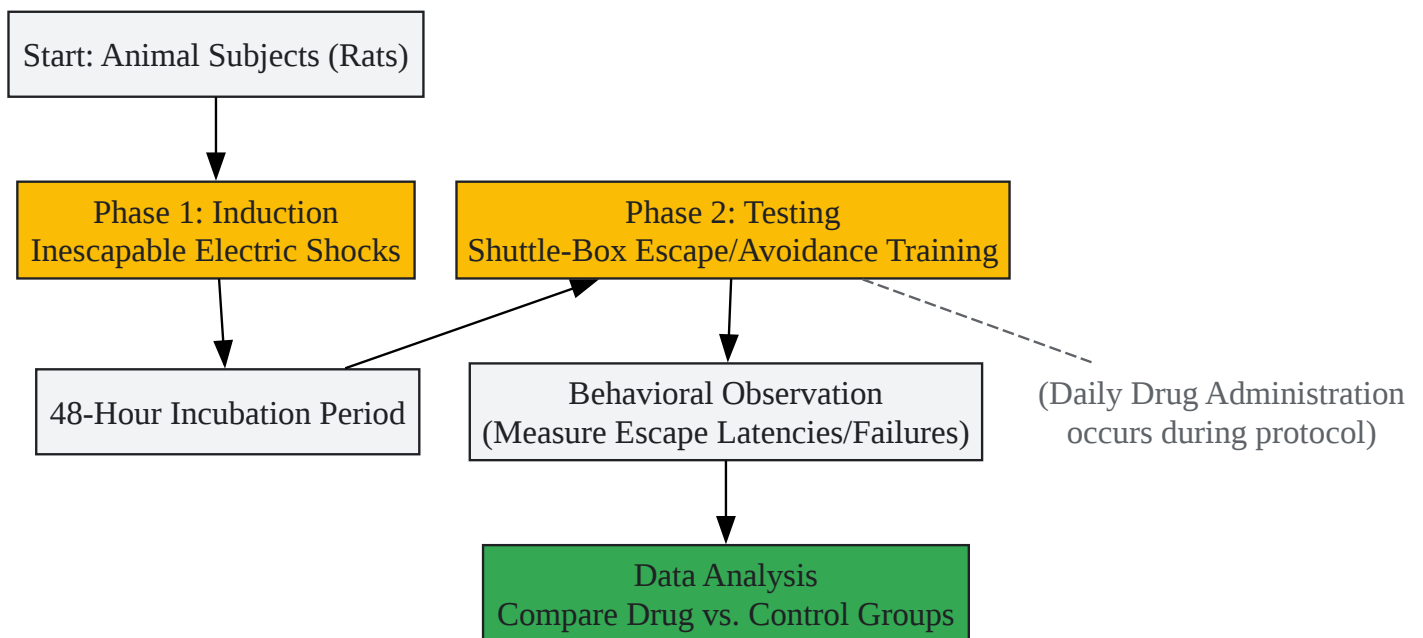 Start: Animal Subjects (Rats)
Phase 1: Induction
Inescapable Electric Shocks
Phase 2: Testing
Shuttle-Box Escape/Avoidance Training
48-Hour Incubation Period
Behavioral Observation
(Measure Escape Latencies/Failures)
(Daily Drug Administration
occurs during protocol)
Data Analysis
Compare Drug vs. Control Groups